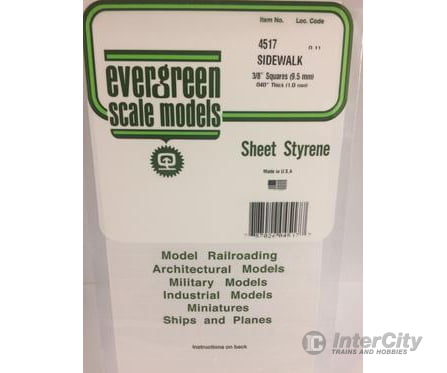 Item No. Loc. Code
4517
SIDEWALK
3/8" Squares (9.5 mm)
.040" Thick (1.0 mm)
evergreen
scale models
Sheet Styrene
Made in U.S.A
Model Railroading
Architectural Models
Military Models
Industrial Models
Miniatures
Ships and Planes
Instructions on back
InterCity
TRAINS AND HOBBIES